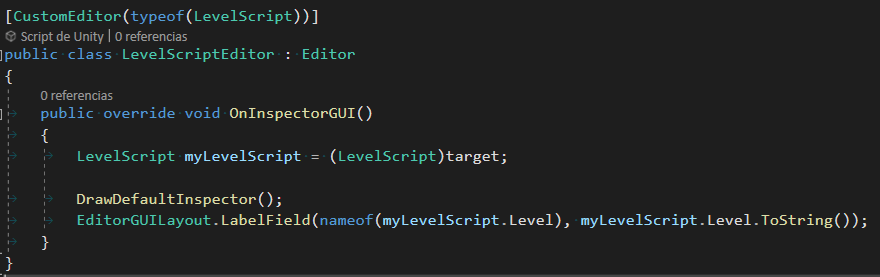 [CustomEditor(typeof(LevelScript))]
Script de Unity | 0 referencias
public class LevelScriptEditor : Editor
{
0 referencias
public override void OnInspectorGUI()
{
LevelScript myLevelScript = (LevelScript)target;
DrawDefaultInspector();
EditorGUILayout.LabelField(nameof(myLevelScript.Level), myLevelScript.Level.ToString());
}
}